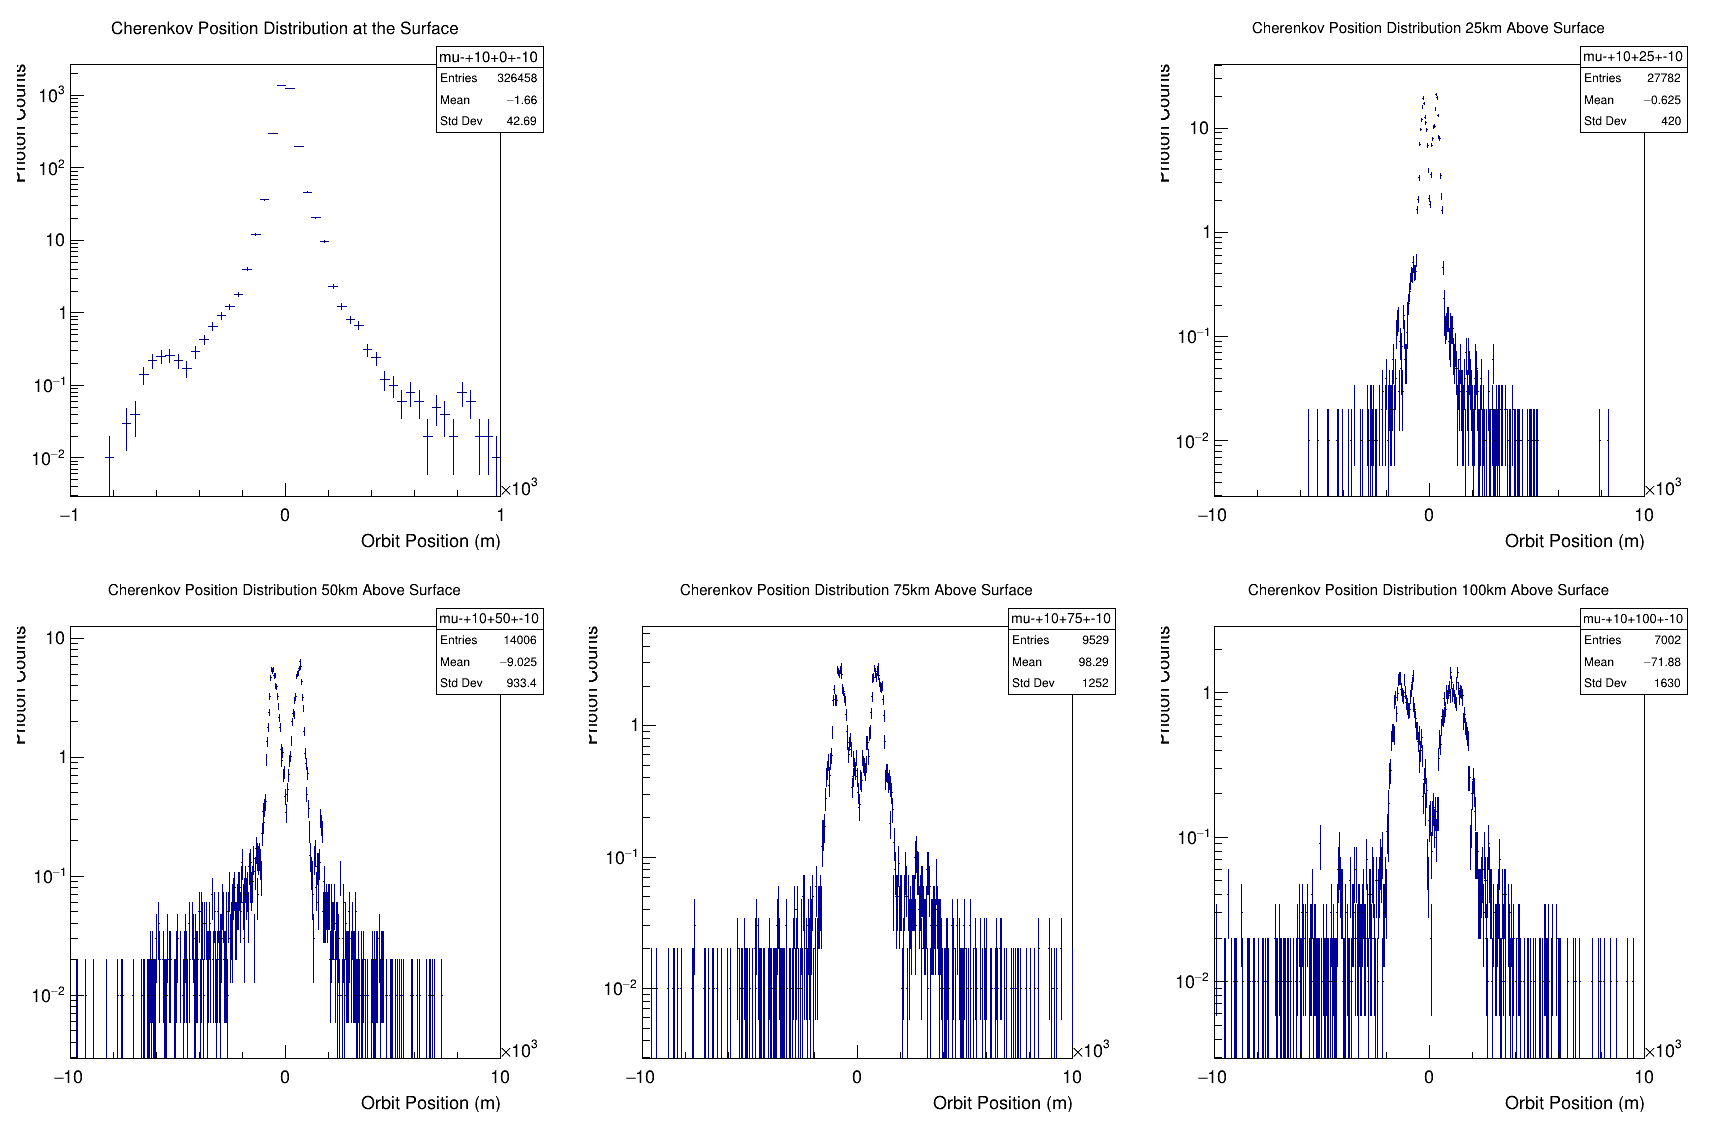 Cherenkov Position Distribution at the Surface
mu-+10+0+-10
Entries 326458
Mean −1.66
Std Dev 42.69
Photon Counts
10³
10²
10
1
10⁻¹
10⁻²
−1 0 1
×10³
Orbit Position (m)
Cherenkov Position Distribution 25km Above Surface
mu-+10+25+-10
Entries 27782
Mean −0.625
Std Dev 420
Photon Counts
10
1
10⁻¹
10⁻²
−10 0 10
×10³
Orbit Position (m)
Cherenkov Position Distribution 50km Above Surface
mu-+10+50+-10
Entries 14006
Mean −9.025
Std Dev 933.4
Photon Counts
10
1
10⁻¹
10⁻²
−10 0 10
×10³
Orbit Position (m)
Cherenkov Position Distribution 75km Above Surface
mu-+10+75+-10
Entries 9529
Mean 98.29
Std Dev 1252
Photon Counts
1
10⁻¹
10⁻²
−10 0 10
×10³
Orbit Position (m)
Cherenkov Position Distribution 100km Above Surface
mu-+10+100+-10
Entries 7002
Mean −71.88
Std Dev 1630
Photon Counts
1
10⁻¹
10⁻²
−10 0 10
×10³
Orbit Position (m)